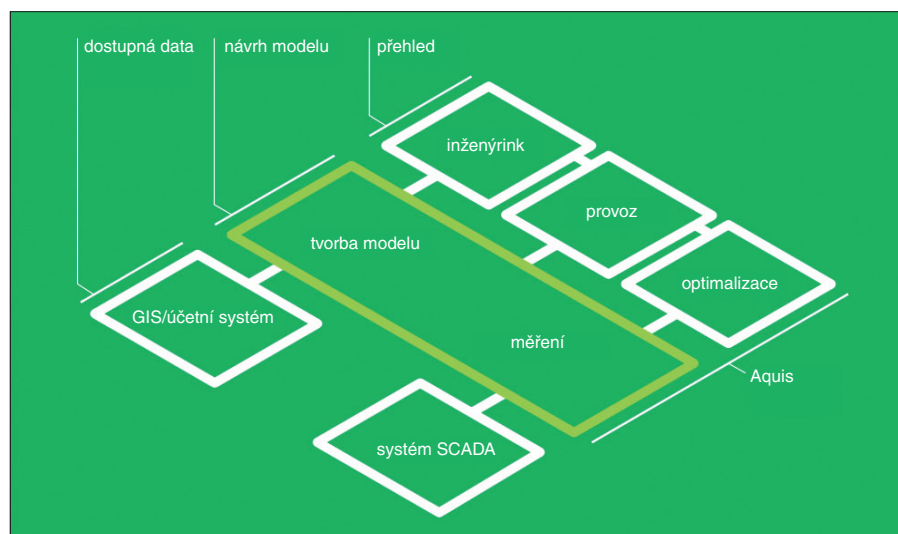 dostupná data
návrh modelu
přehled
inženýrink
provoz
tvorba modelu
optimalizace
GIS/účetní systém
měření
Aquis
systém SCADA